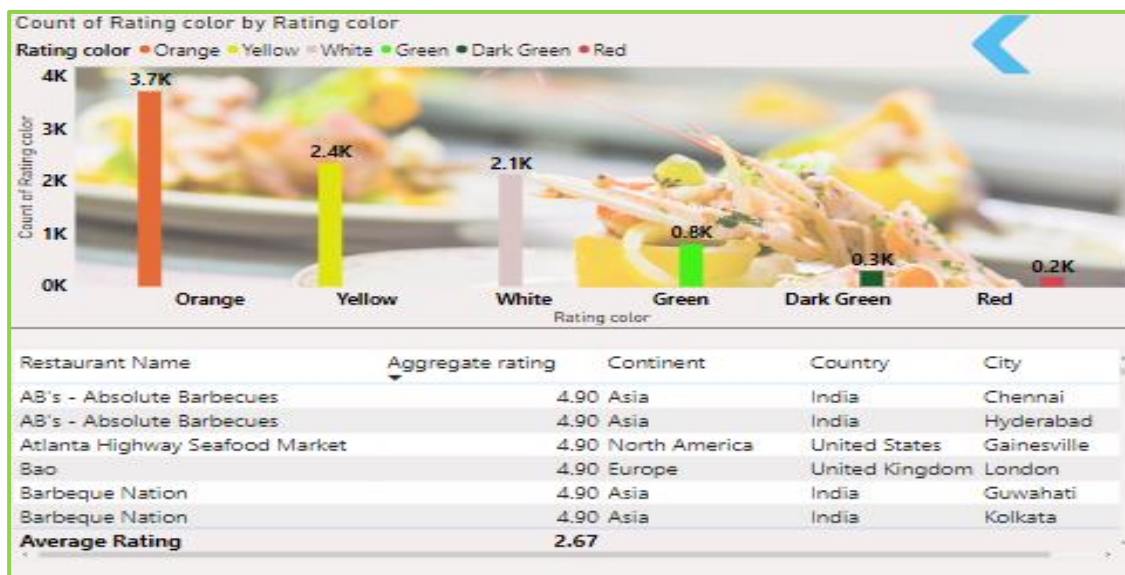 Count of Rating color by Rating color
Rating color Orange Yellow White Green Dark Green Red
4K
3K
2K
1K
0K
Count of Rating color
3.7K
2.4K
2.1K
0.8K
0.3K
0.2K
Orange Yellow White Green Dark Green Red
Rating color
Restaurant Name Aggregate rating Continent Country City
AB's - Absolute Barbecues 4.90 Asia India Chennai
AB's - Absolute Barbecues 4.90 Asia India Hyderabad
Atlanta Highway Seafood Market 4.90 North America United States Gainesville
Bao 4.90 Europe United Kingdom London
Barbeque Nation 4.90 Asia India Guwahati
Barbeque Nation 4.90 Asia India Kolkata
Average Rating 2.67